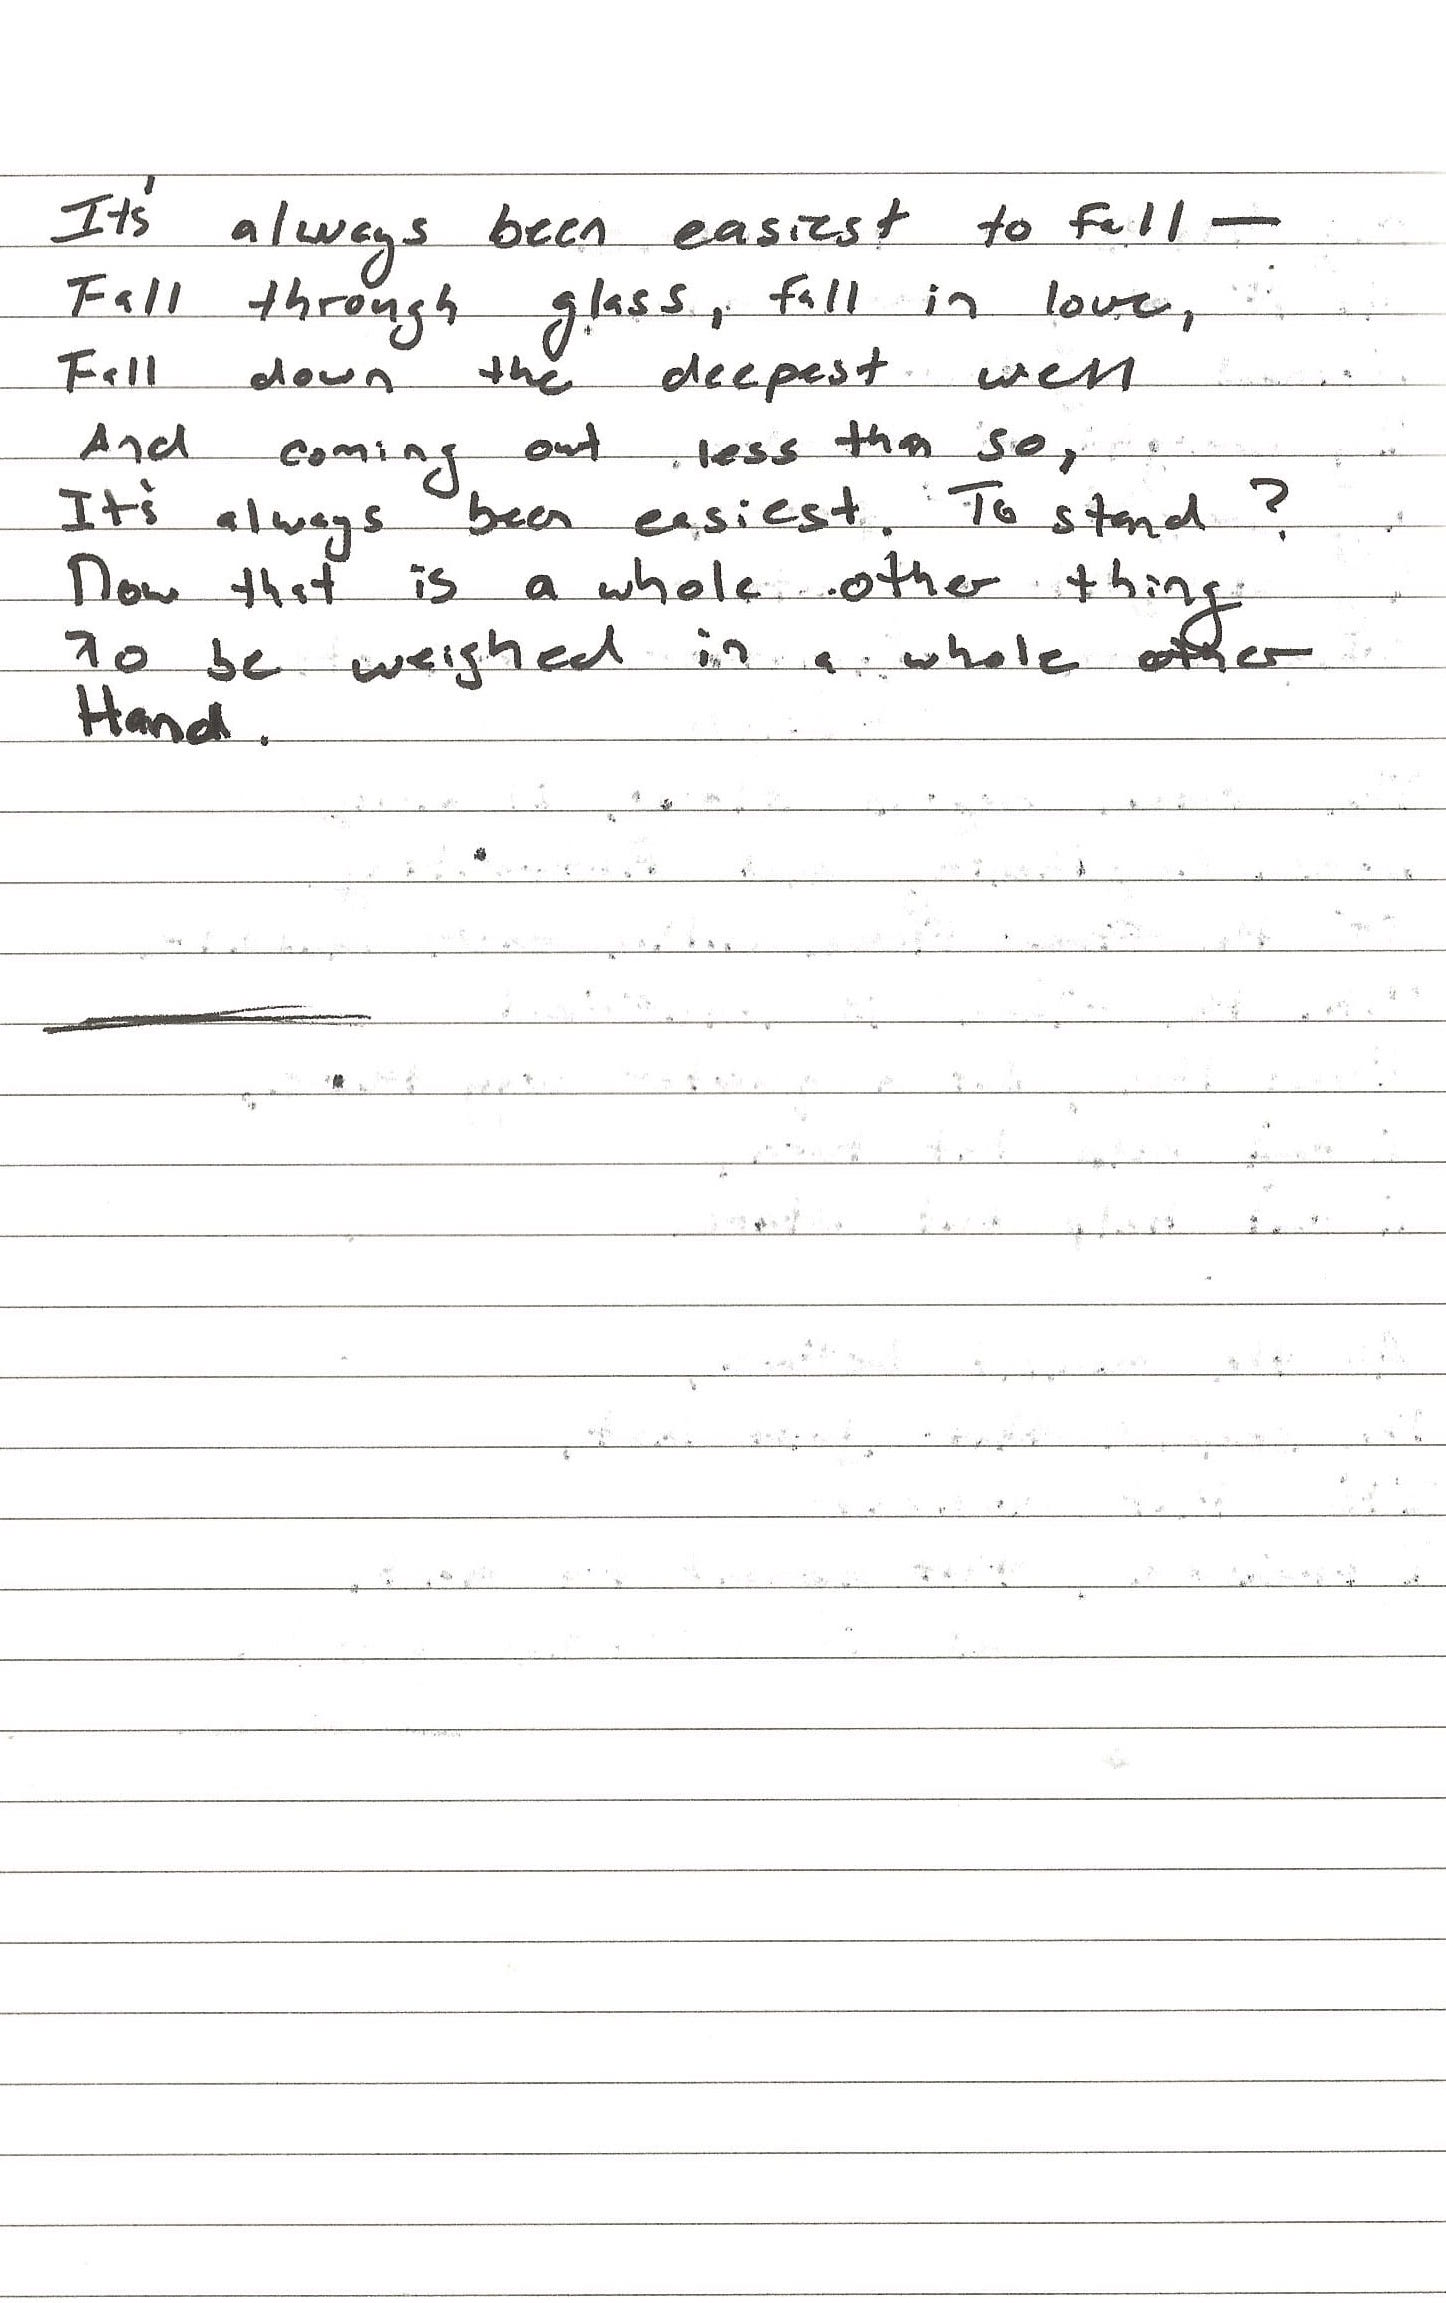 It's always been easiest to fall —
Fall through glass, fall in love,
Fall down the deepest well
And coming out less than so,
It's always been easiest. To stand?
Now that is a whole other thing
To be weighed in a whole other
Hand.